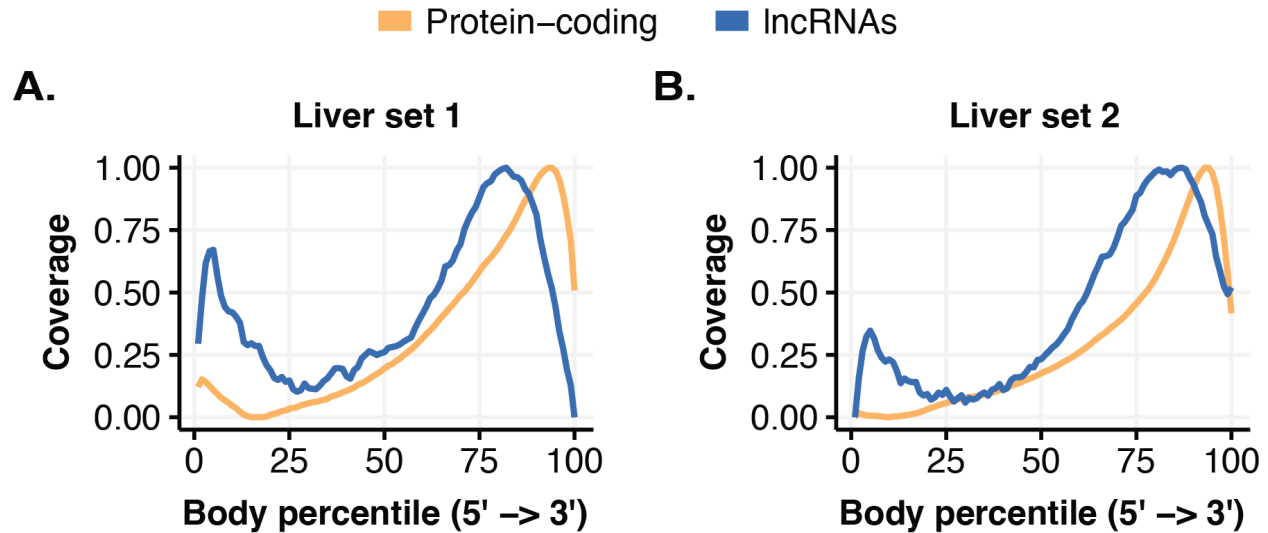 Protein−coding lncRNAs
A.
Liver set 1
1.00
0.75
0.50
0.25
0.00
Coverage
0 25 50 75 100
Body percentile (5' −> 3')
B.
Liver set 2
1.00
0.75
0.50
0.25
0.00
Coverage
0 25 50 75 100
Body percentile (5' −> 3')